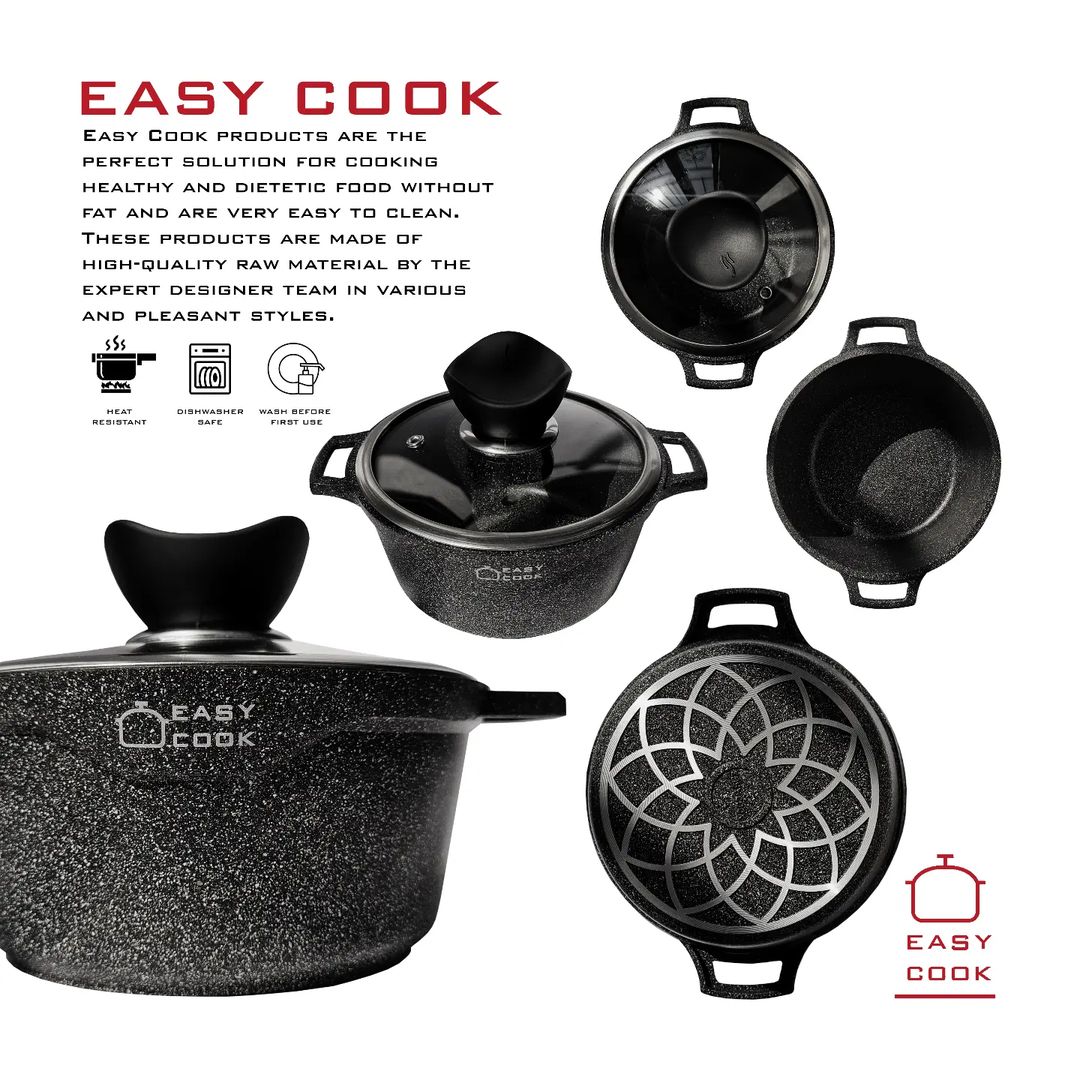 EASY COOK
EASY COOK PRODUCTS ARE THE
PERFECT SOLUTION FOR COOKING
HEALTHY AND DIETETIC FOOD WITHOUT
FAT AND ARE VERY EASY TO CLEAN.
THESE PRODUCTS ARE MADE OF
HIGH-QUALITY RAW MATERIAL BY THE
EXPERT DESIGNER TEAM IN VARIOUS
AND PLEASANT STYLES.
HEAT
RESISTANT
DISHWASHER
SAFE
WASH BEFORE
FIRST USE
EASY
COOK
EASY
COOK
EASY
COOK